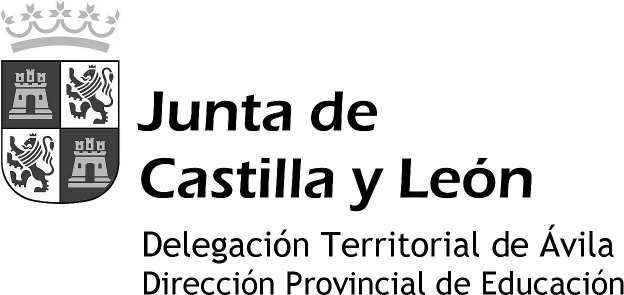 Junta de
Castilla y León
Delegación Territorial de Ávila
Dirección Provincial de Educación